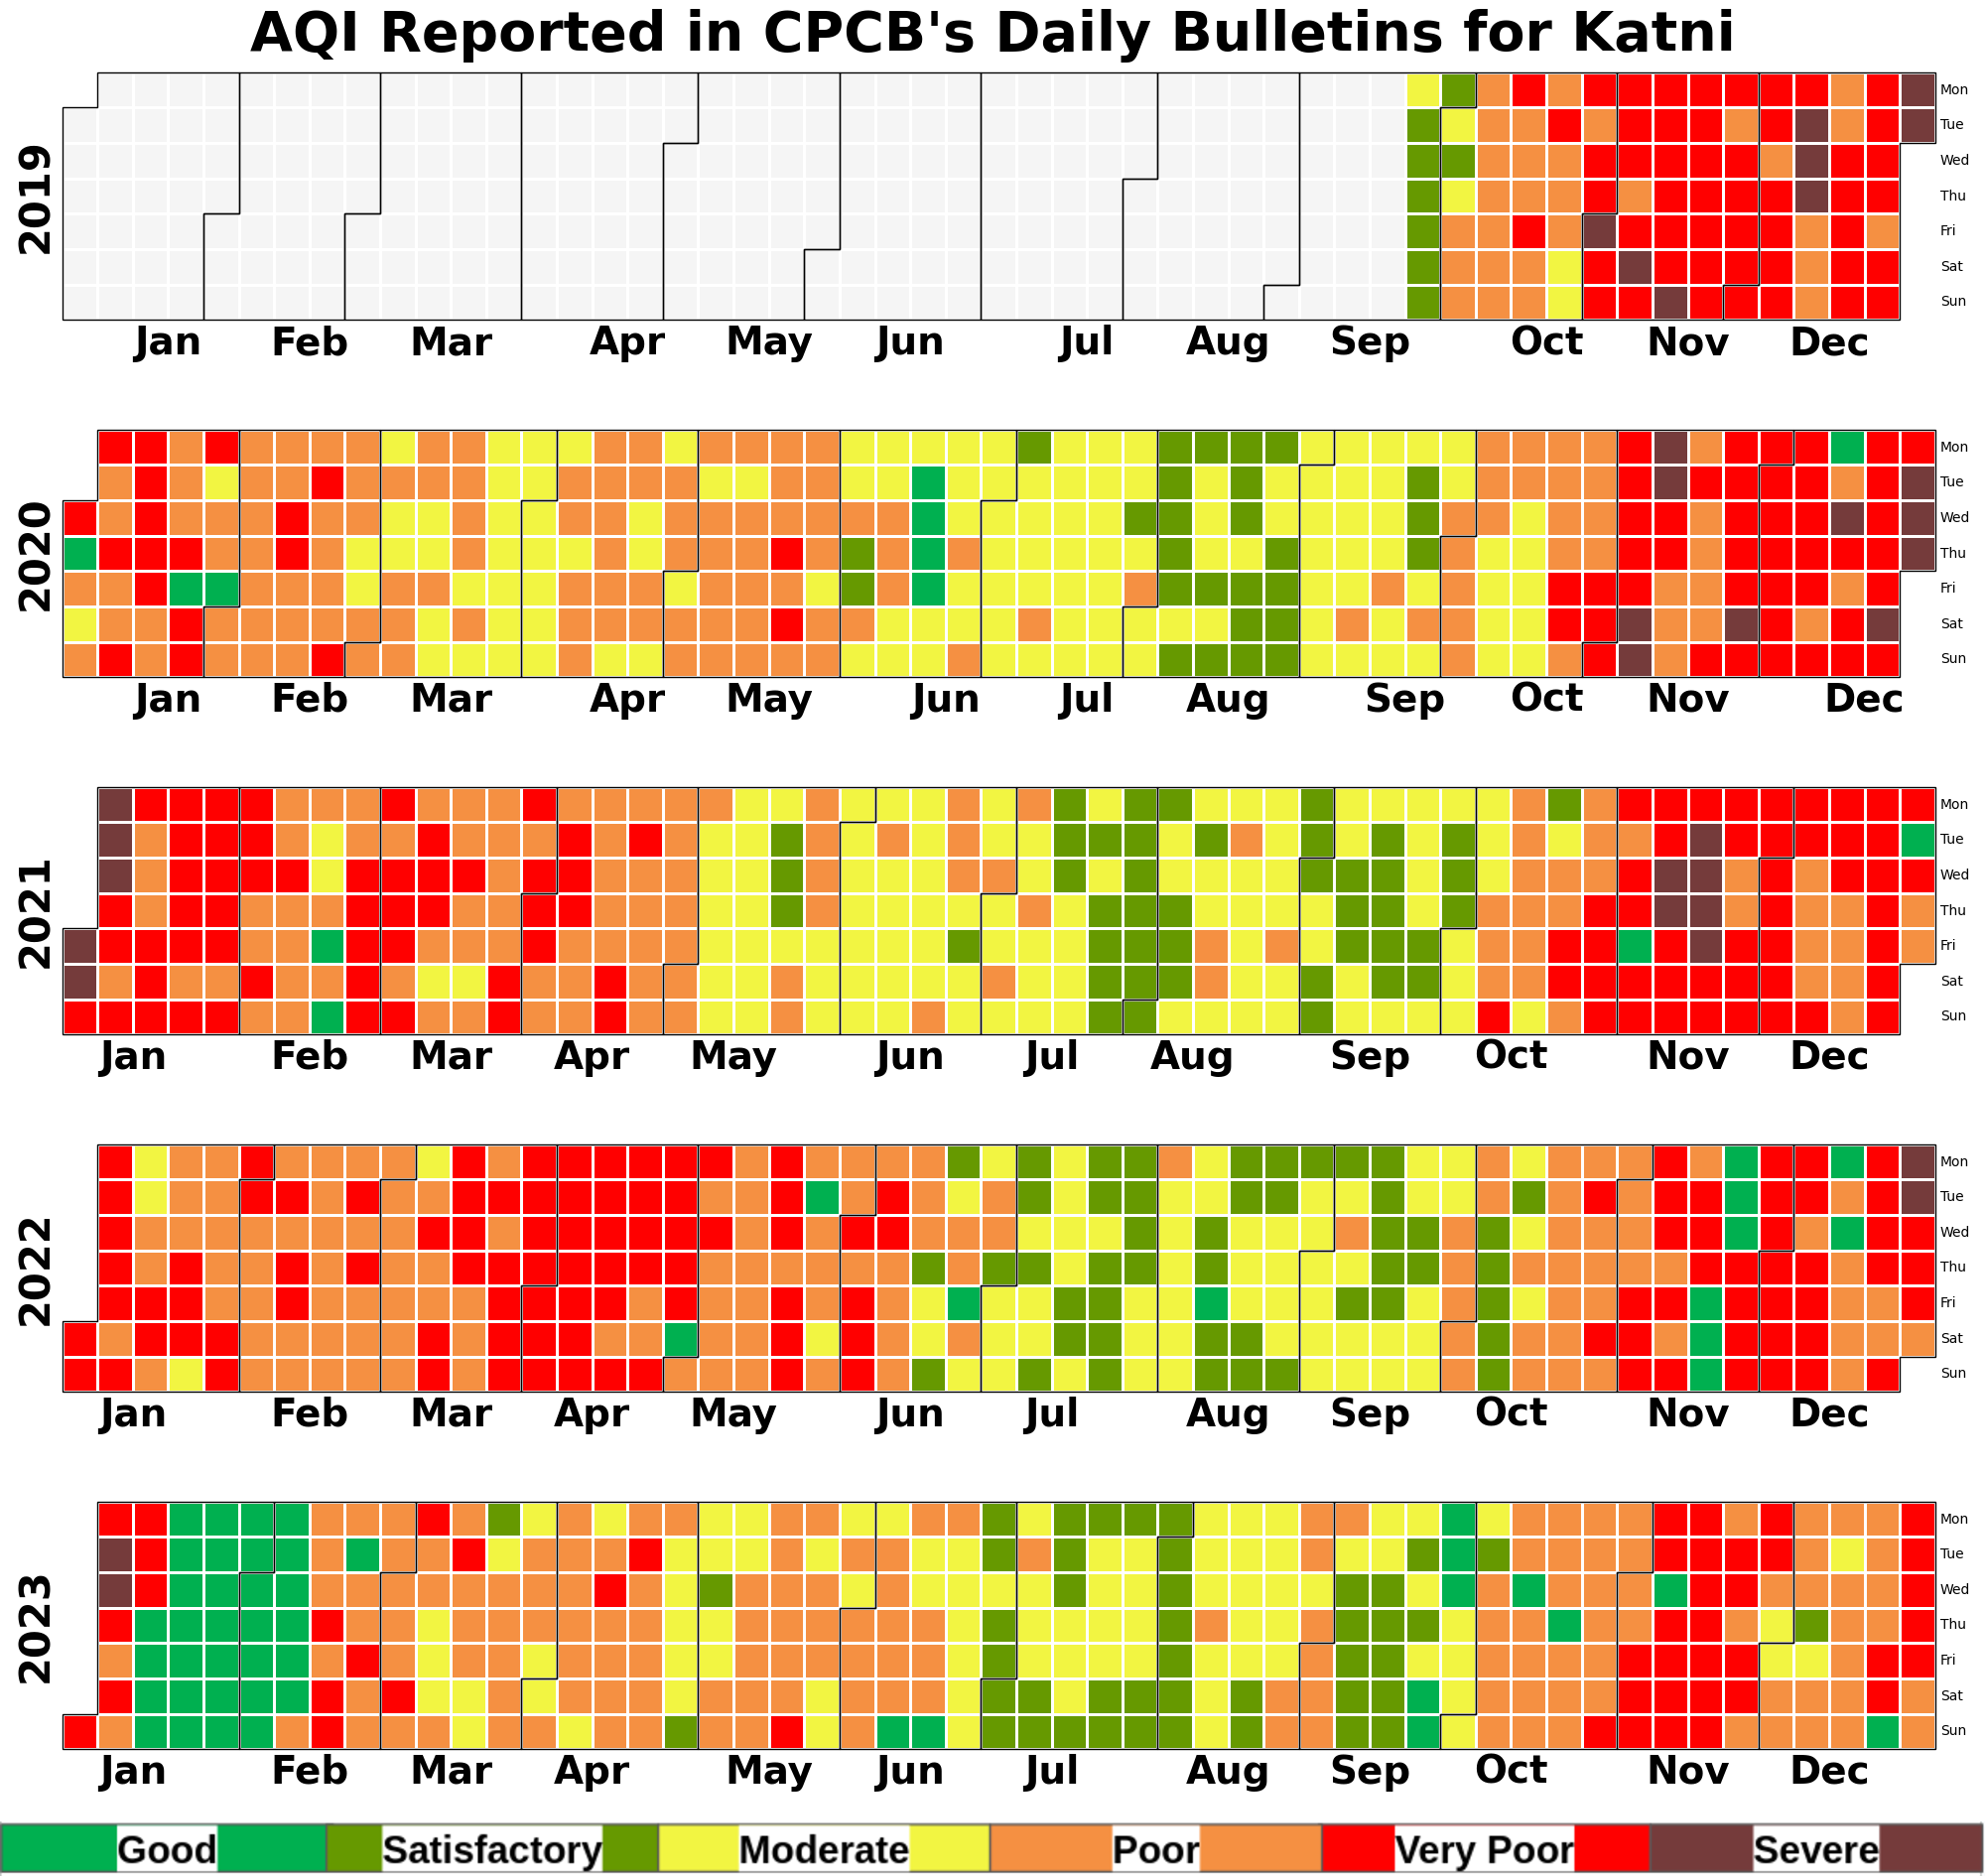 AQI Reported in CPCB's Daily Bulletins for Katni
2019
Mon
Tue
Wed
Thu
Fri
Sat
Sun
Jan Feb Mar Apr May Jun Jul Aug Sep Oct Nov Dec
2020
Mon
Tue
Wed
Thu
Fri
Sat
Sun
Jan Feb Mar Apr May Jun Jul Aug Sep Oct Nov Dec
2021
Mon
Tue
Wed
Thu
Fri
Sat
Sun
Jan Feb Mar Apr May Jun Jul Aug Sep Oct Nov Dec
2022
Mon
Tue
Wed
Thu
Fri
Sat
Sun
Jan Feb Mar Apr May Jun Jul Aug Sep Oct Nov Dec
2023
Mon
Tue
Wed
Thu
Fri
Sat
Sun
Jan Feb Mar Apr May Jun Jul Aug Sep Oct Nov Dec
Good Satisfactory Moderate Poor Very Poor Severe